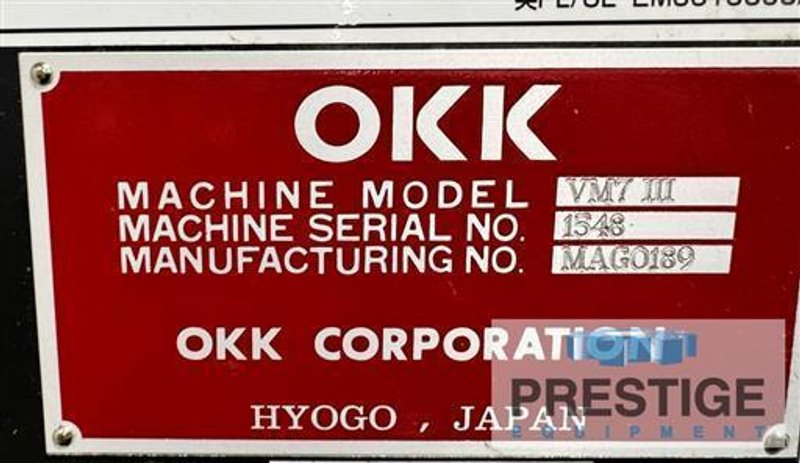 OKK
MACHINE MODEL VM7 III
MACHINE SERIAL NO. 1548
MANUFACTURING NO. MAG0189
OKK CORPORATION
HYOGO , JAPAN
PRESTIGE
EQUIPMENT